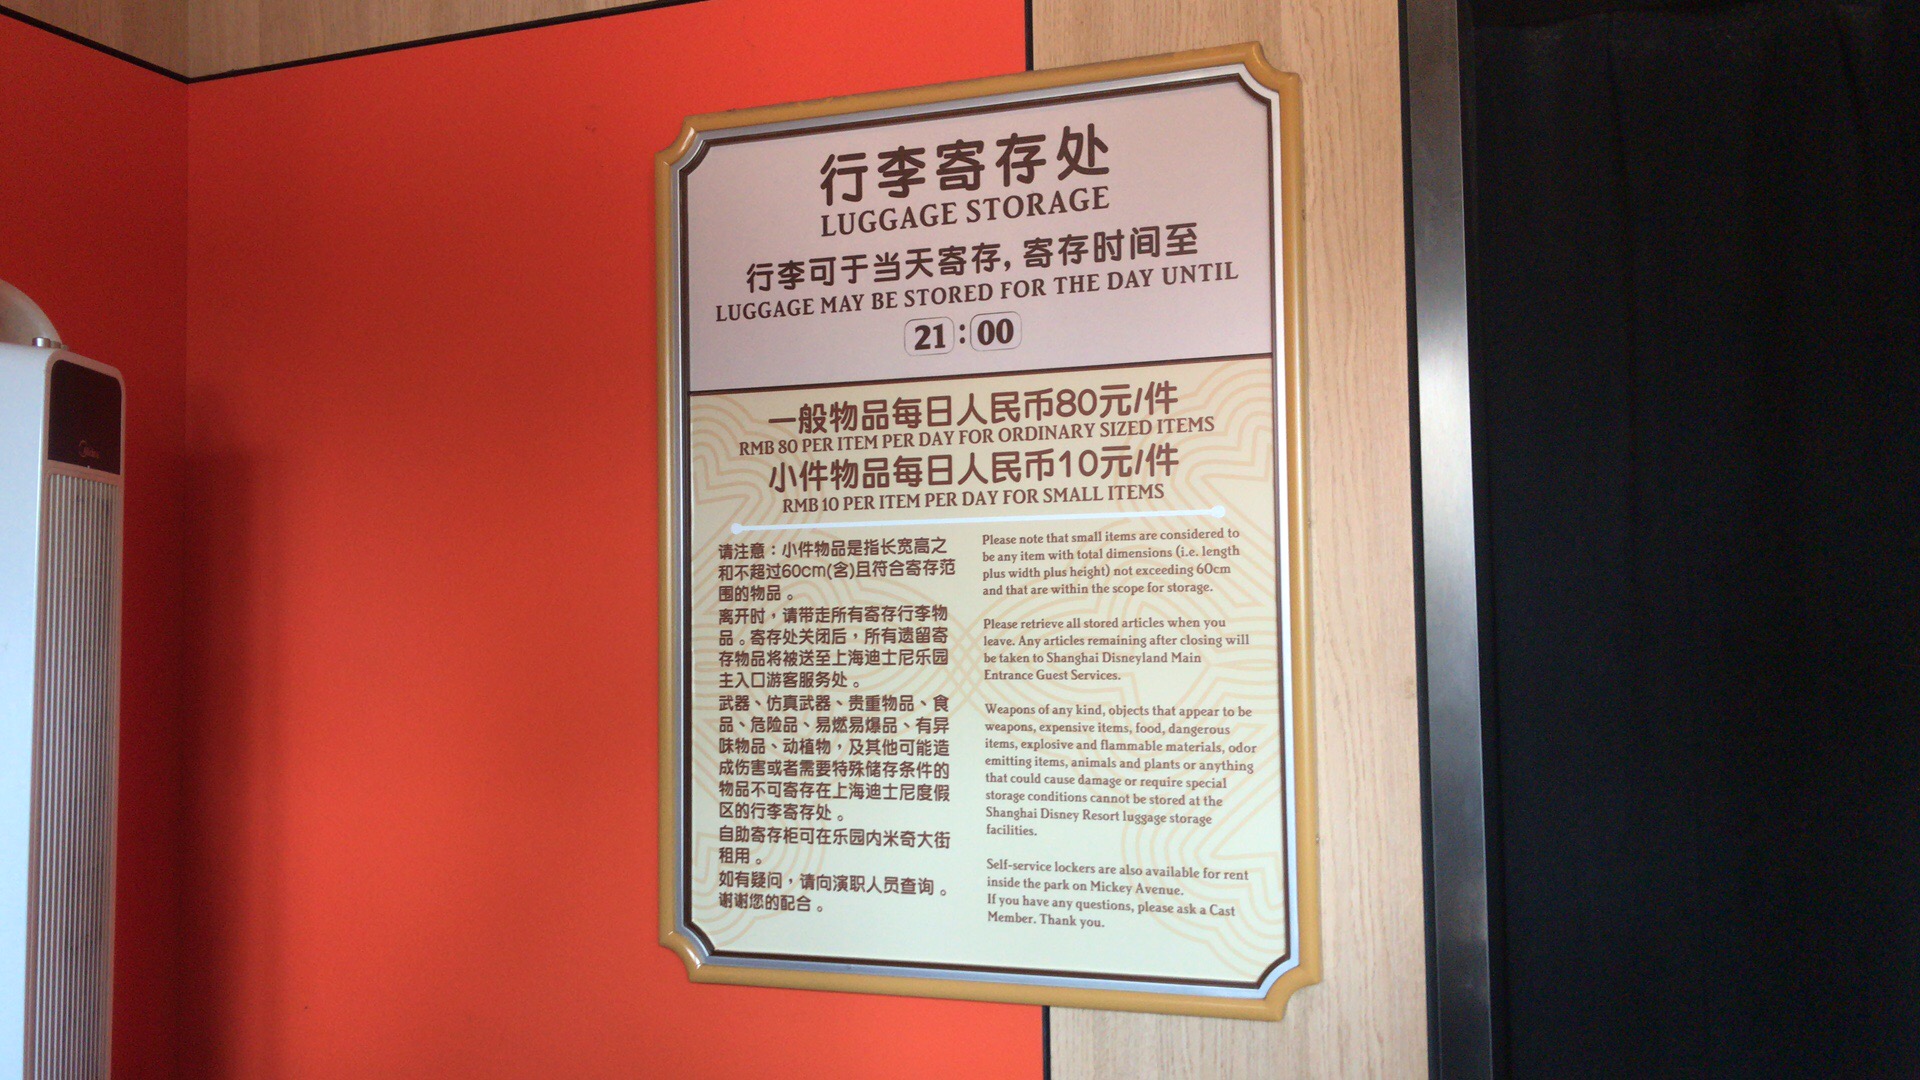 行李寄存处
LUGGAGE STORAGE
行李可于当天寄存, 寄存时间至
LUGGAGE MAY BE STORED FOR THE DAY UNTIL
21:00
一般物品每日人民币80元/件
RMB 80 PER ITEM PER DAY FOR ORDINARY SIZED ITEMS
小件物品每日人民币10元/件
RMB 10 PER ITEM PER DAY FOR SMALL ITEMS
请注意：小件物品是指长宽高之
和不超过60cm(含)且符合寄存范
围的物品。
离开时，请带走所有寄存行李物
品。寄存处关闭后，所有遗留寄
存物品将被送至上海迪士尼乐园
主入口游客服务处。
武器、仿真武器、贵重物品、食
品、危险品、易燃易爆品、有异
味物品、动植物，及其他可能造
成伤害或者需要特殊储存条件的
物品不可寄存在上海迪士尼度假
区的行李寄存处。
自助寄存柜可在乐园内米奇大街
租用。
如有疑问，请向演职人员查询。
谢谢您的配合。
Please note that small items are considered to
be any item with total dimensions (i.e. length
plus width plus height) not exceeding 60cm
and that are within the scope for storage.
Please retrieve all stored articles when you
leave. Any articles remaining after closing will
be taken to Shanghai Disneyland Main
Entrance Guest Services.
Weapons of any kind, objects that appear to be
weapons, expensive items, food, dangerous
items, explosive and flammable materials, odor
emitting items, animals and plants or anything
that could cause damage or require special
storage conditions cannot be stored at the
Shanghai Disney Resort luggage storage
facilities.
Self-service lockers are also available for rent
inside the park on Mickey Avenue.
If you have any questions, please ask a Cast
Member. Thank you.
Midea